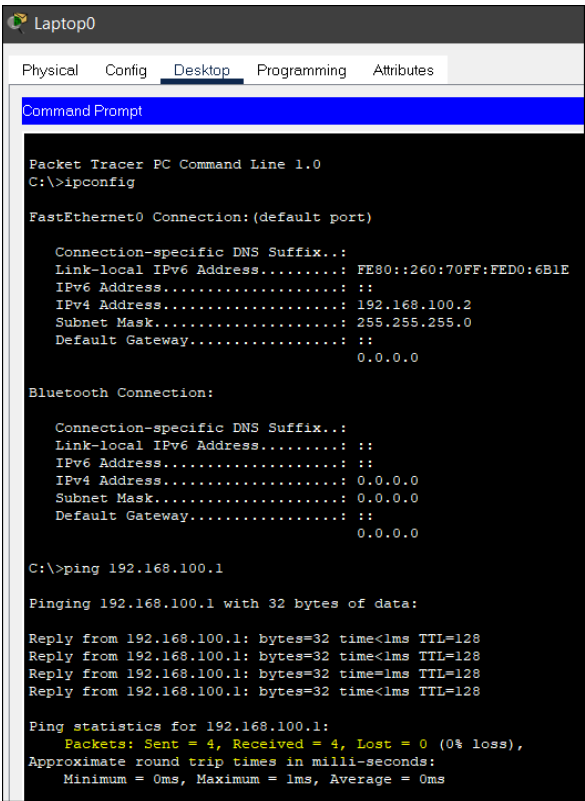 Laptop0
Physical Config Desktop Programming Attributes
Command Prompt
Packet Tracer PC Command Line 1.0
C:\>ipconfig
FastEthernet0 Connection:(default port)
Connection-specific DNS Suffix..:
Link-local IPv6 Address.........: FE80::260:70FF:FED0:6B1E
IPv6 Address....................: ::
IPv4 Address....................: 192.168.100.2
Subnet Mask.....................: 255.255.255.0
Default Gateway.................: ::
0.0.0.0
Bluetooth Connection:
Connection-specific DNS Suffix..:
Link-local IPv6 Address.........: ::
IPv6 Address....................: ::
IPv4 Address....................: 0.0.0.0
Subnet Mask.....................: 0.0.0.0
Default Gateway.................: ::
0.0.0.0
C:\>ping 192.168.100.1
Pinging 192.168.100.1 with 32 bytes of data:
Reply from 192.168.100.1: bytes=32 time<1ms TTL=128
Reply from 192.168.100.1: bytes=32 time<1ms TTL=128
Reply from 192.168.100.1: bytes=32 time=1ms TTL=128
Reply from 192.168.100.1: bytes=32 time<1ms TTL=128
Ping statistics for 192.168.100.1:
Packets: Sent = 4, Received = 4, Lost = 0 (0% loss),
Approximate round trip times in milli-seconds:
Minimum = 0ms, Maximum = 1ms, Average = 0ms